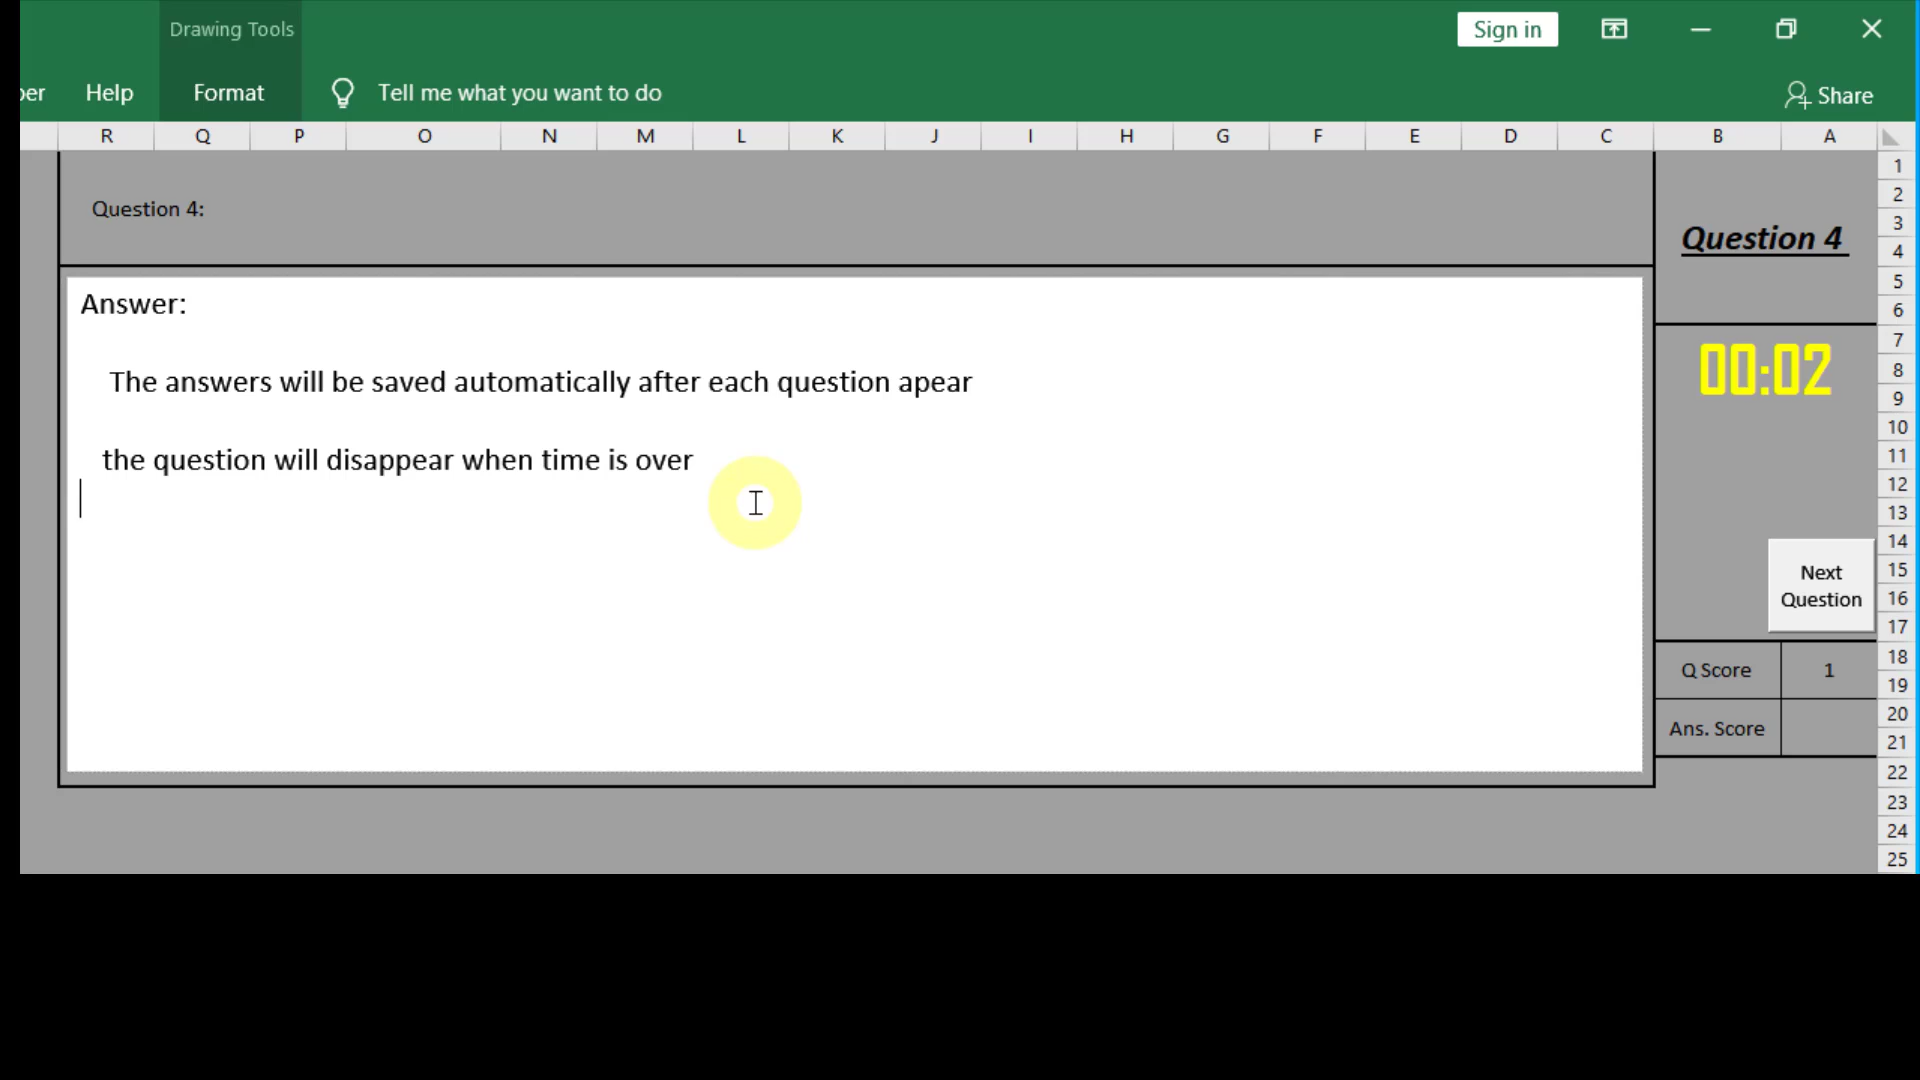 Drawing Tools
Sign in
per Help Format Tell me what you want to do Share
R Q P O N M L K J I H G F E D C B A
Question 4:
Question 4
Answer:
The answers will be saved automatically after each question apear
the question will disappear when time is over
00:02
Next
Question
Q Score 1
Ans. Score
1
2
3
4
5
6
7
8
9
10
11
12
13
14
15
16
17
18
19
20
21
22
23
24
25